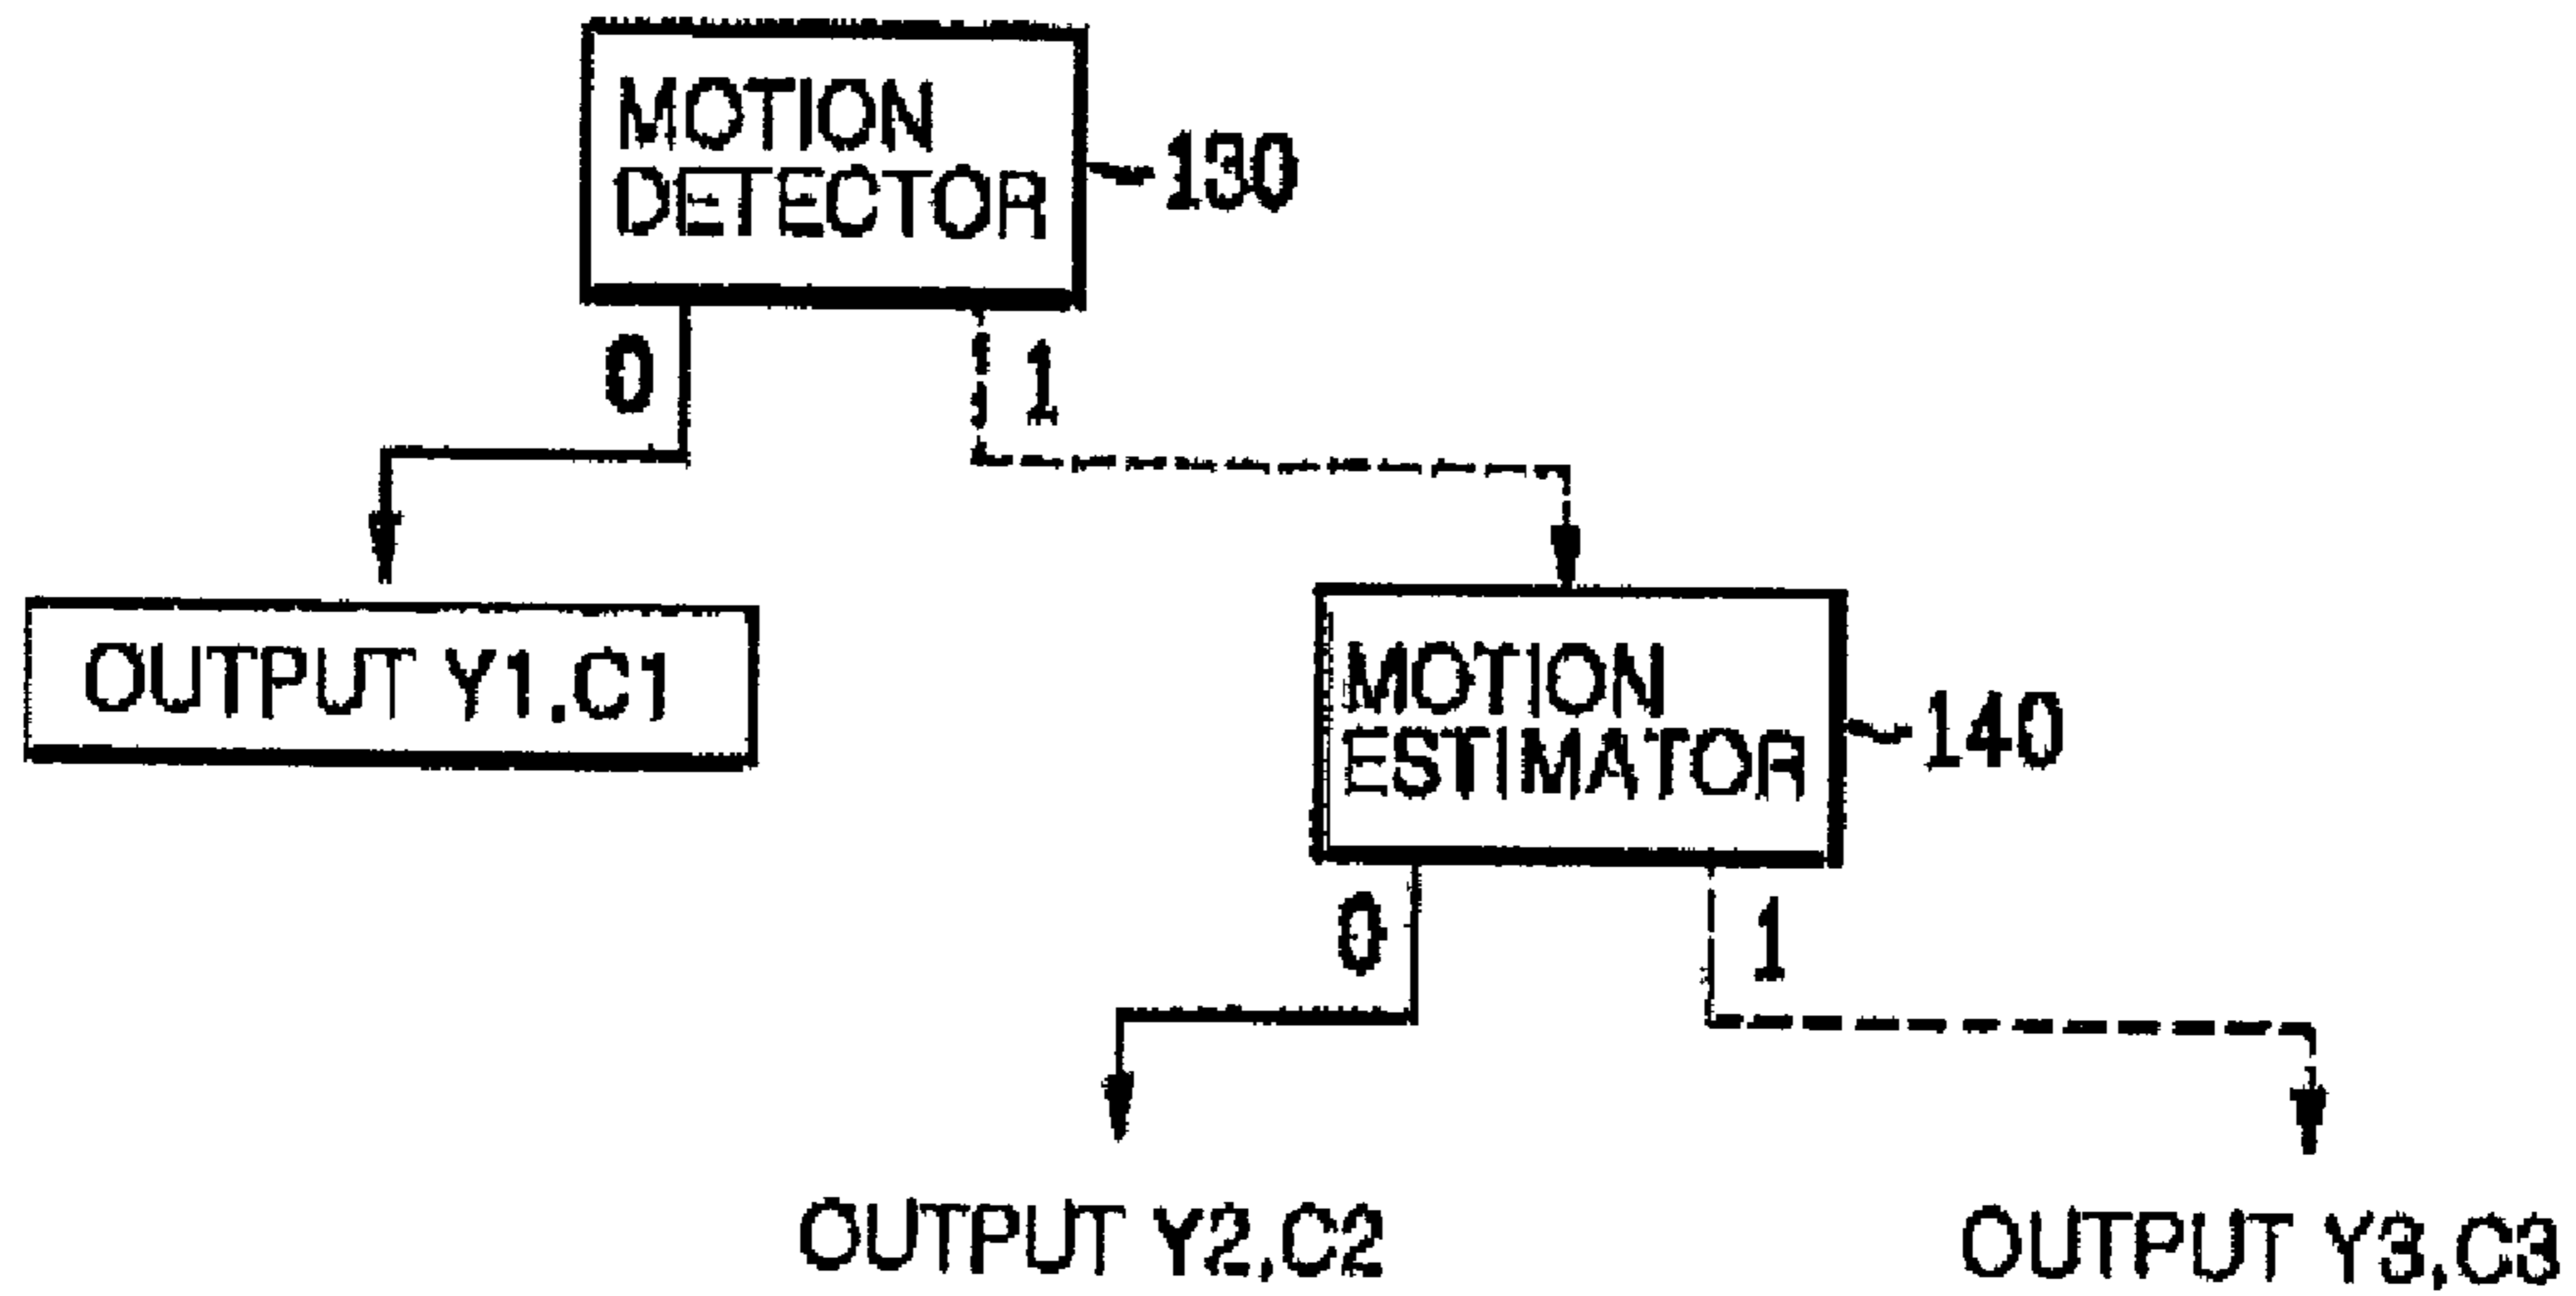 MOTION
DETECTOR
130
0
1
OUTPUT Y1.C1
MOTION
ESTIMATOR
140
0
1
OUTPUT Y2,C2
OUTPUT Y3,C3